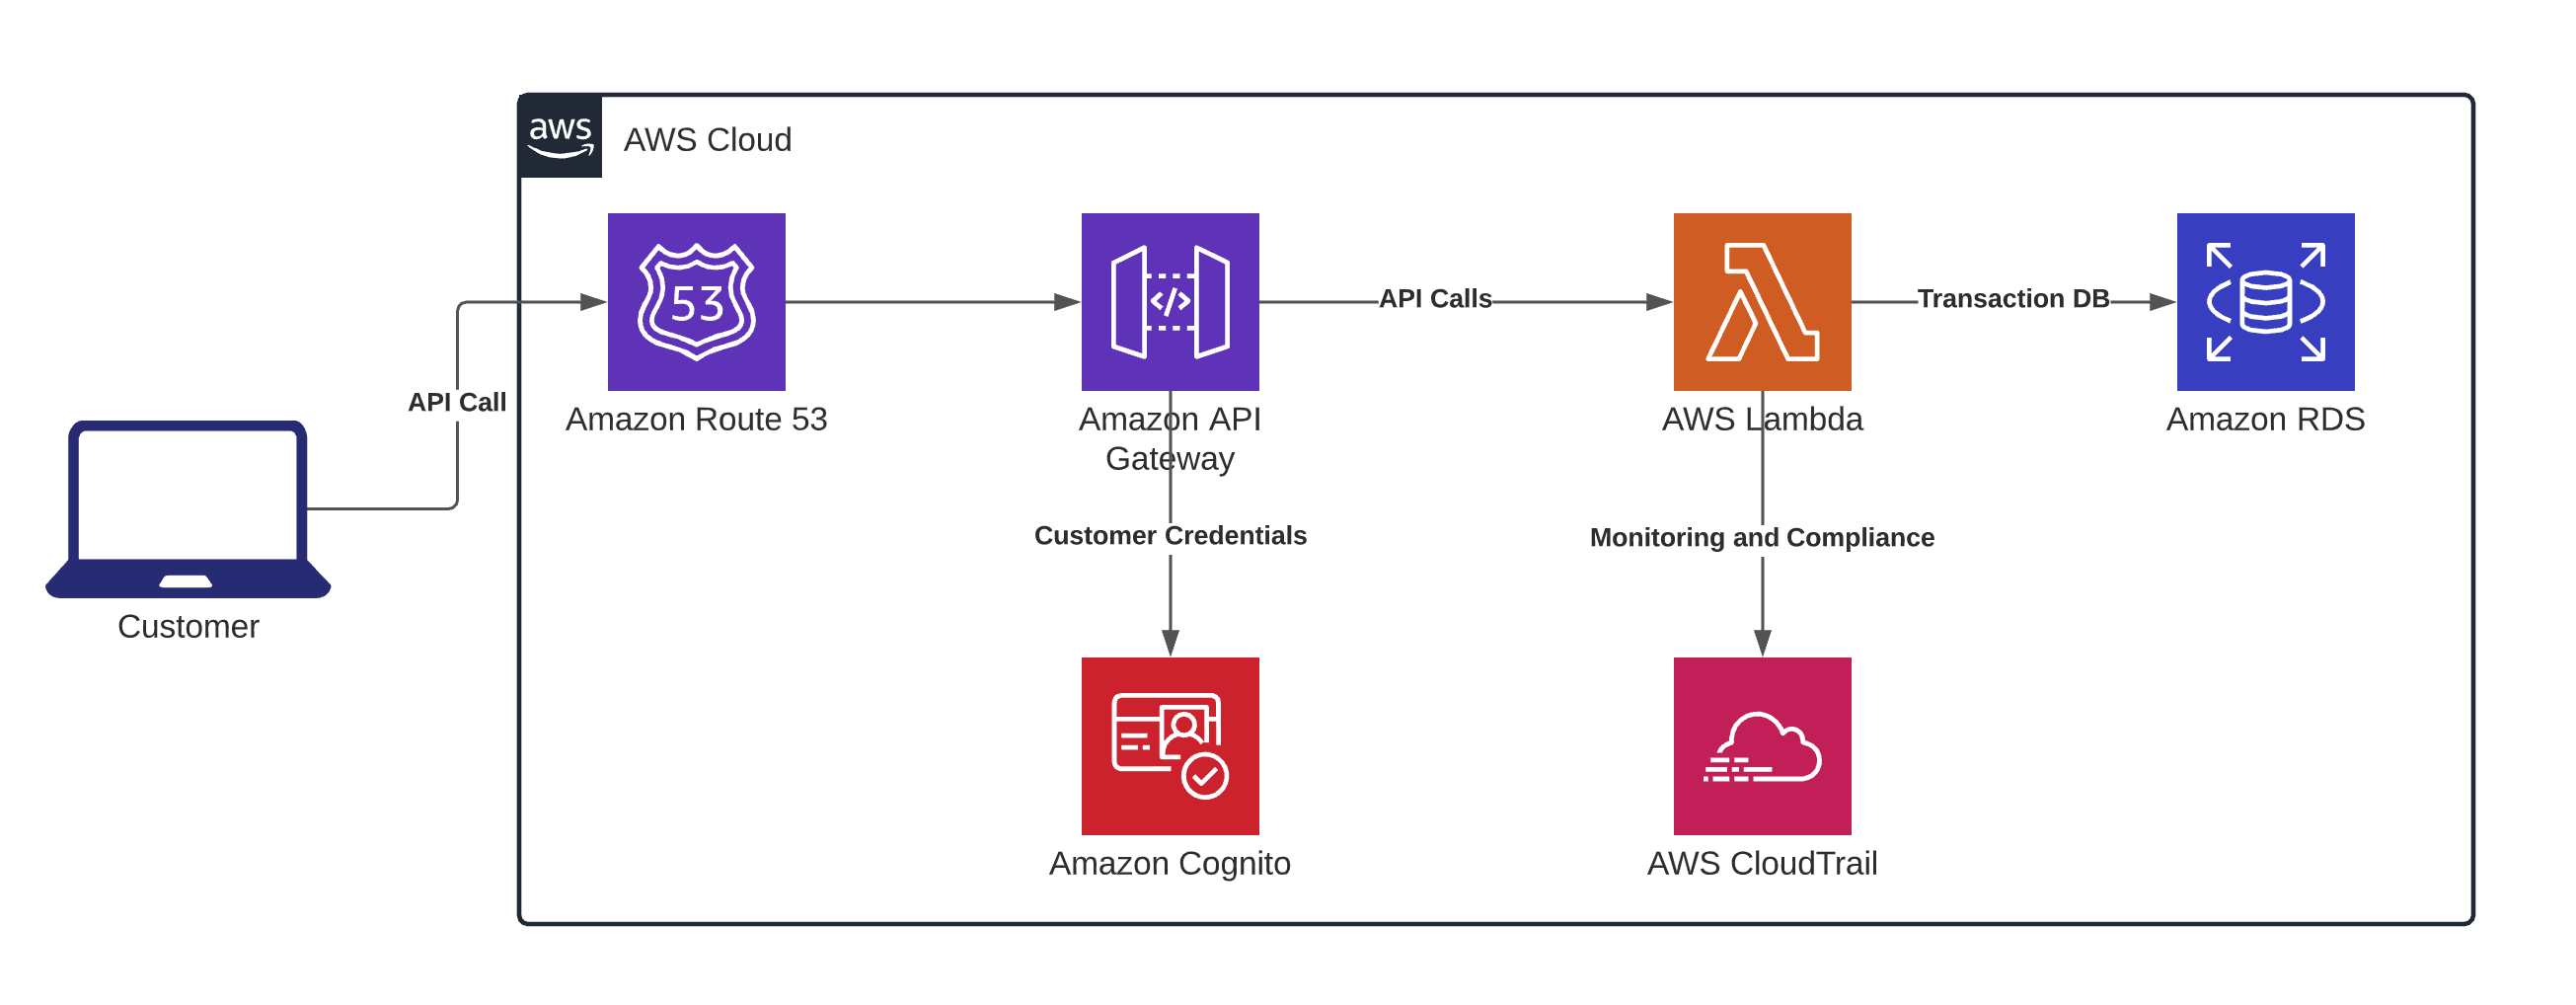 aws
AWS Cloud
53
API Calls
Transaction DB
API Call
Amazon Route 53
Amazon API
Gateway
AWS Lambda
Amazon RDS
Customer Credentials
Monitoring and Compliance
Customer
Amazon Cognito
AWS CloudTrail